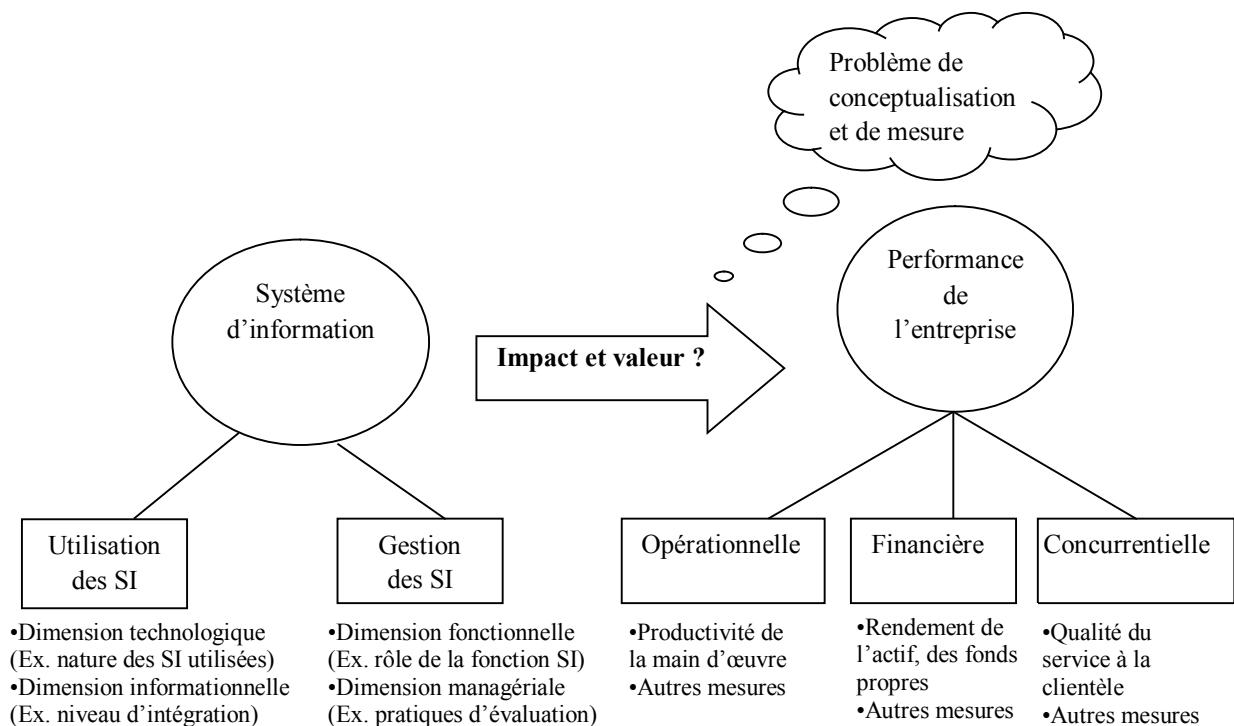 Problème de
conceptualisation
et de mesure
Système
d’information
Impact et valeur ?
Performance
de
l’entreprise
Utilisation
des SI
Gestion
des SI
Opérationnelle
Financière
Concurrentielle
•Dimension technologique
(Ex. nature des SI utilisées)
•Dimension informationnelle
(Ex. niveau d’intégration)
•Dimension fonctionnelle
(Ex. rôle de la fonction SI)
•Dimension managériale
(Ex. pratiques d’évaluation)
•Productivité de
la main d’œuvre
•Autres mesures
•Rendement de
l’actif, des fonds
propres
•Autres mesures
•Qualité du
service à la
clientèle
•Autres mesures